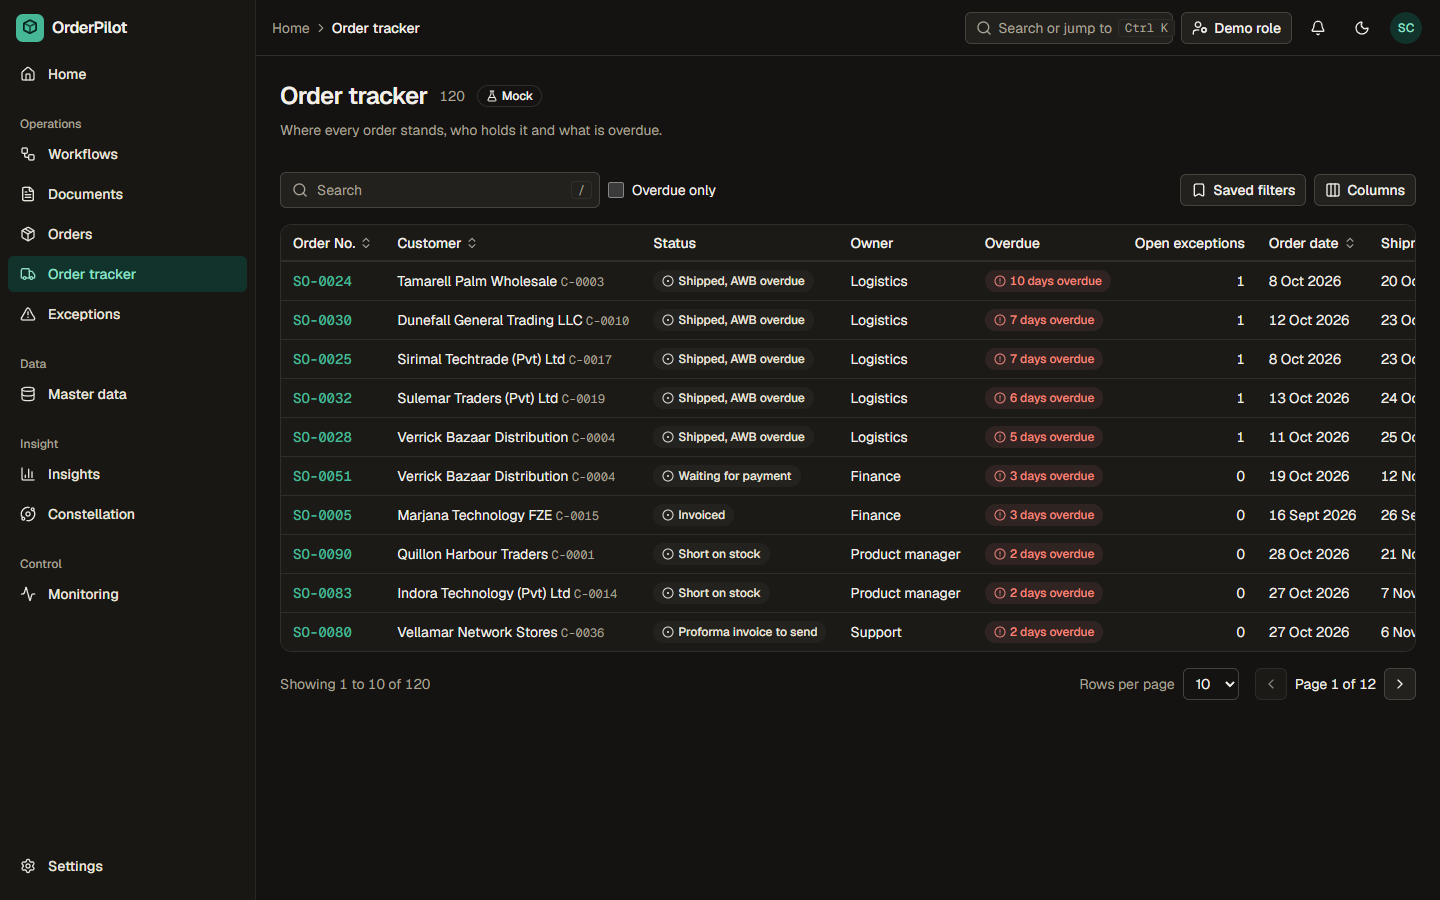 OrderPilot
Home
Operations
Workflows
Documents
Orders
Order tracker
Exceptions
Data
Master data
Insight
Insights
Constellation
Control
Monitoring
Settings
Home > Order tracker
Search or jump to Ctrl K
Demo role
SC
Order tracker 120 Mock
Where every order stands, who holds it and what is overdue.
Search /
Overdue only
Saved filters
Columns
Order No. Customer Status Owner Overdue Open exceptions Order date
SO-0024 Tamarell Palm Wholesale C-0003 Shipped, AWB overdue Logistics 10 days overdue 1 8 Oct 2026 20
SO-0030 Dunefall General Trading LLC C-0010 Shipped, AWB overdue Logistics 7 days overdue 1 12 Oct 2026 23
SO-0025 Sirimal Techtrade (Pvt) Ltd C-0017 Shipped, AWB overdue Logistics 7 days overdue 1 8 Oct 2026 23
SO-0032 Sulemar Traders (Pvt) Ltd C-0019 Shipped, AWB overdue Logistics 6 days overdue 1 13 Oct 2026 24
SO-0028 Verrick Bazaar Distribution C-0004 Shipped, AWB overdue Logistics 5 days overdue 1 11 Oct 2026 25
SO-0051 Verrick Bazaar Distribution C-0004 Waiting for payment Finance 3 days overdue 0 19 Oct 2026 12
SO-0005 Marjana Technology FZE C-0015 Invoiced Finance 3 days overdue 0 16 Sept 2026 26
SO-0090 Quillon Harbour Traders C-0001 Short on stock Product manager 2 days overdue 0 28 Oct 2026 21
SO-0083 Indora Technology (Pvt) Ltd C-0014 Short on stock Product manager 2 days overdue 0 27 Oct 2026 7
SO-0080 Vellamar Network Stores C-0036 Proforma invoice to send Support 2 days overdue 0 27 Oct 2026 6
Showing 1 to 10 of 120
Rows per page 10
Page 1 of 12